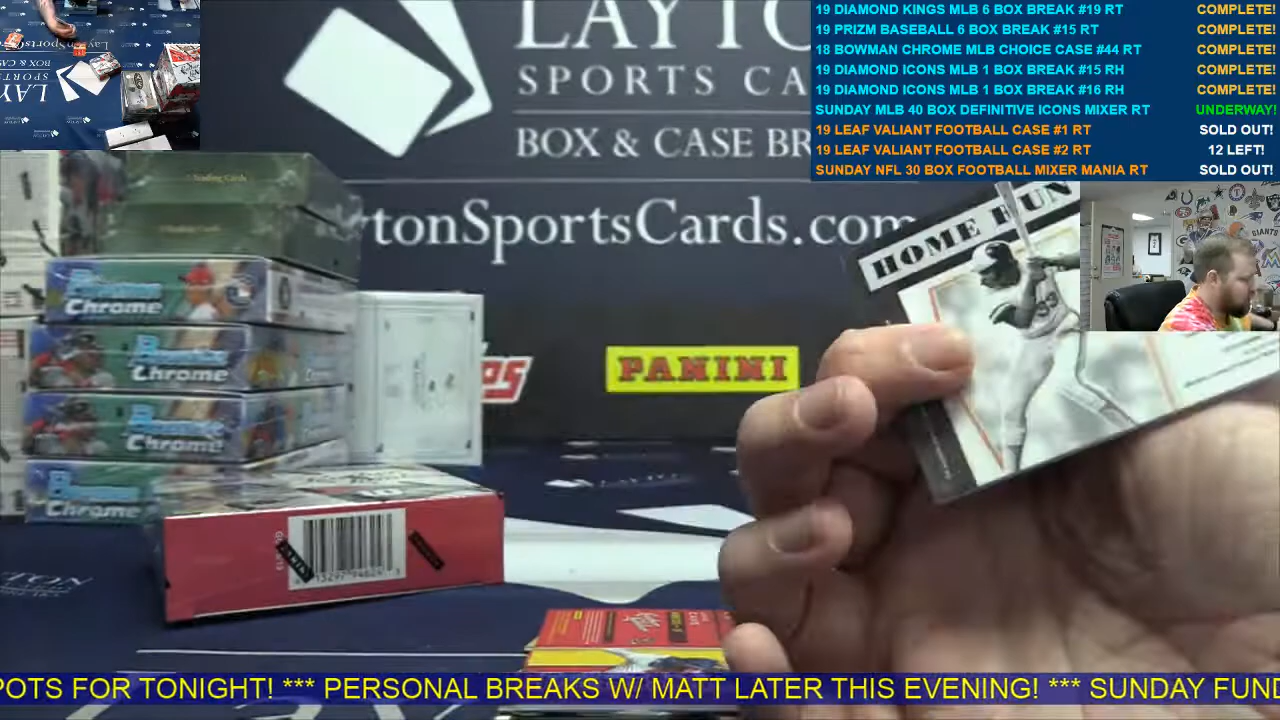 19 DIAMOND KINGS MLB 6 BOX BREAK #19 RT COMPLETE!
19 PRIZM BASEBALL 6 BOX BREAK #15 RT COMPLETE!
18 BOWMAN CHROME MLB CHOICE CASE #44 RT COMPLETE!
19 DIAMOND ICONS MLB 1 BOX BREAK #15 RH COMPLETE!
19 DIAMOND ICONS MLB 1 BOX BREAK #16 RH COMPLETE!
SUNDAY MLB 40 BOX DEFINITIVE ICONS MIXER RT UNDERWAY!
19 LEAF VALIANT FOOTBALL CASE #1 RT SOLD OUT!
19 LEAF VALIANT FOOTBALL CASE #2 RT 12 LEFT!
SUNDAY NFL 30 BOX FOOTBALL MIXER MANIA RT SOLD OUT!
LAYTO
SPORTS CA
BOX & CASE BR
ytonSportsCards.com
HOME RUN
Trading Cards
Bowman
Chrome
Bowman
Chrome
Bowman
Chrome
Bowman
Chrome
PANINI
GIANTS
POTS FOR TONIGHT! *** PERSONAL BREAKS W/ MATT LATER THIS EVENING! *** SUNDAY FUNE